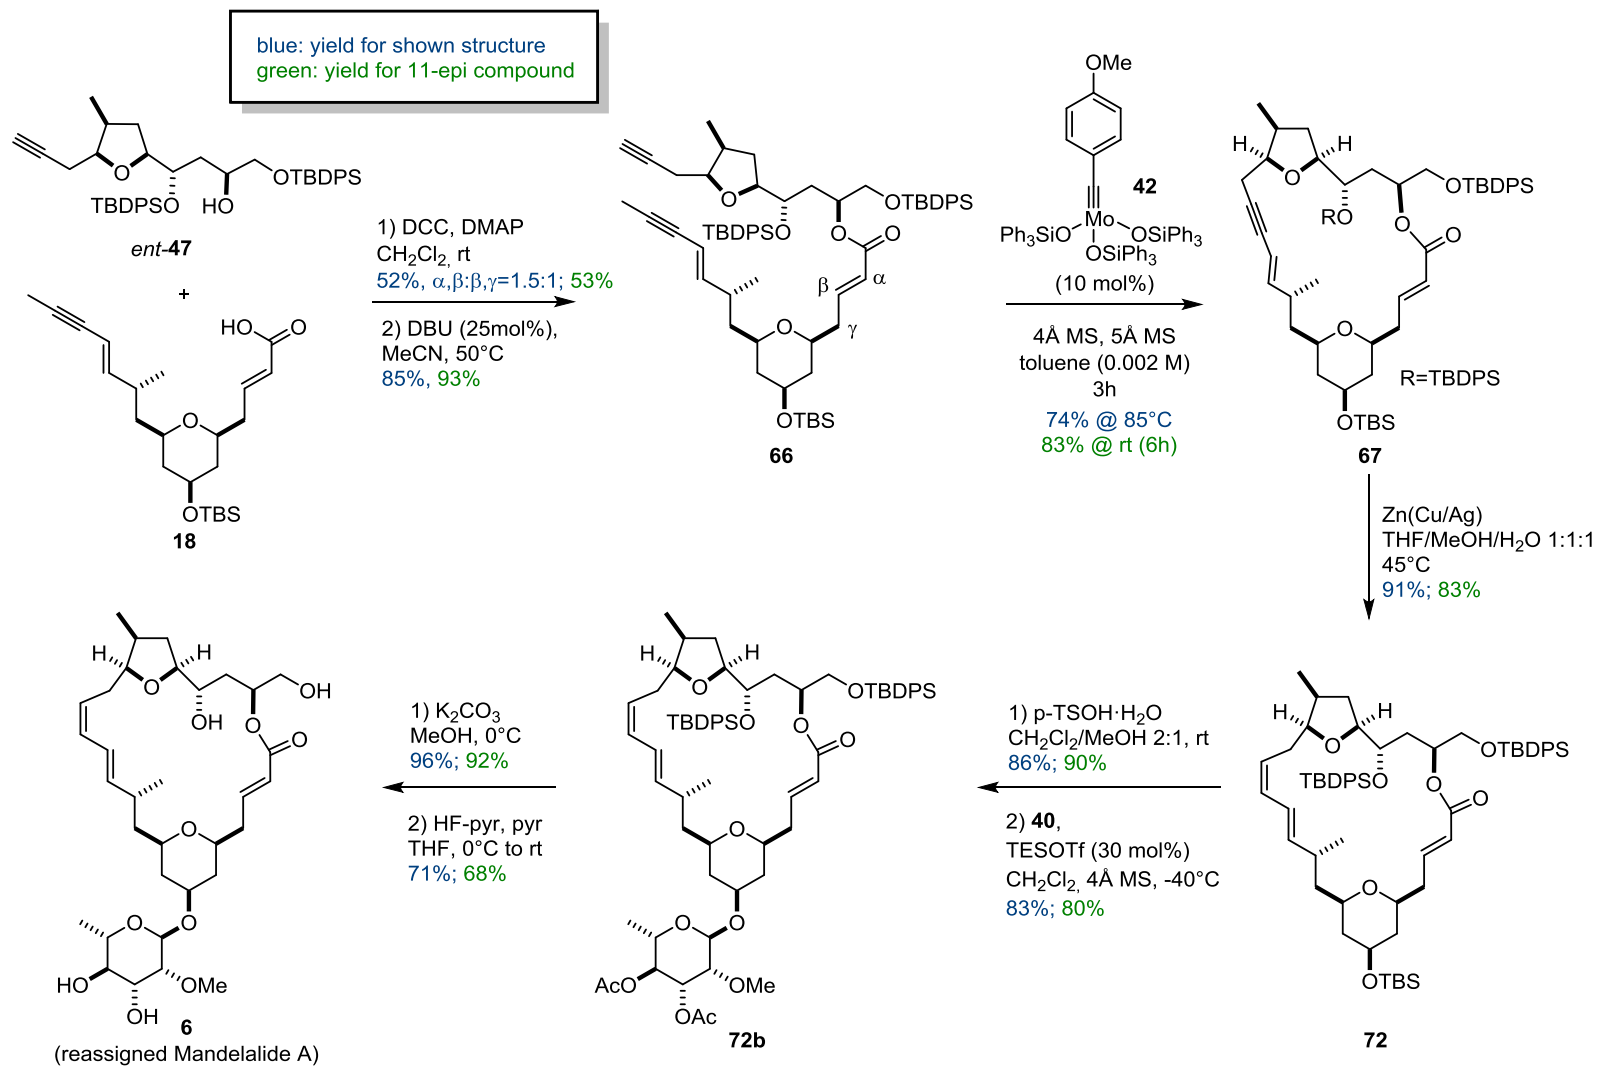 blue: yield for shown structure
green: yield for 11-epi compound
O
TBDPSO
HO
OTBDPS
ent-47
+
HO
O
O
OTBS
18
1) DCC, DMAP
CH2Cl2, rt
52%, α,β:β,γ=1.5:1; 53%
2) DBU (25mol%),
MeCN, 50°C
85%, 93%
O
OTBDPS
TBDPSO
O
O
β
α
γ
O
OTBS
66
OMe
42
Mo
Ph3SiO
OSiPh3
OSiPh3
(10 mol%)
4Å MS, 5Å MS
toluene (0.002 M)
3h
74% @ 85°C
83% @ rt (6h)
H
H
O
OTBDPS
RO
O
O
O
R=TBDPS
OTBS
67
Zn(Cu/Ag)
THF/MeOH/H2O 1:1:1
45°C
91%; 83%
H
H
O
OTBDPS
TBDPSO
O
O
O
OTBS
72
1) p-TSOH·H2O
CH2Cl2/MeOH 2:1, rt
86%; 90%
2) 40,
TESOTf (30 mol%)
CH2Cl2, 4Å MS, -40°C
83%; 80%
H
H
O
OTBDPS
TBDPSO
O
O
O
O
O
AcO
OMe
OAc
72b
1) K2CO3
MeOH, 0°C
96%; 92%
2) HF-pyr, pyr
THF, 0°C to rt
71%; 68%
H
H
O
OH
OH
O
O
O
O
O
HO
OMe
OH
6
(reassigned Mandelalide A)